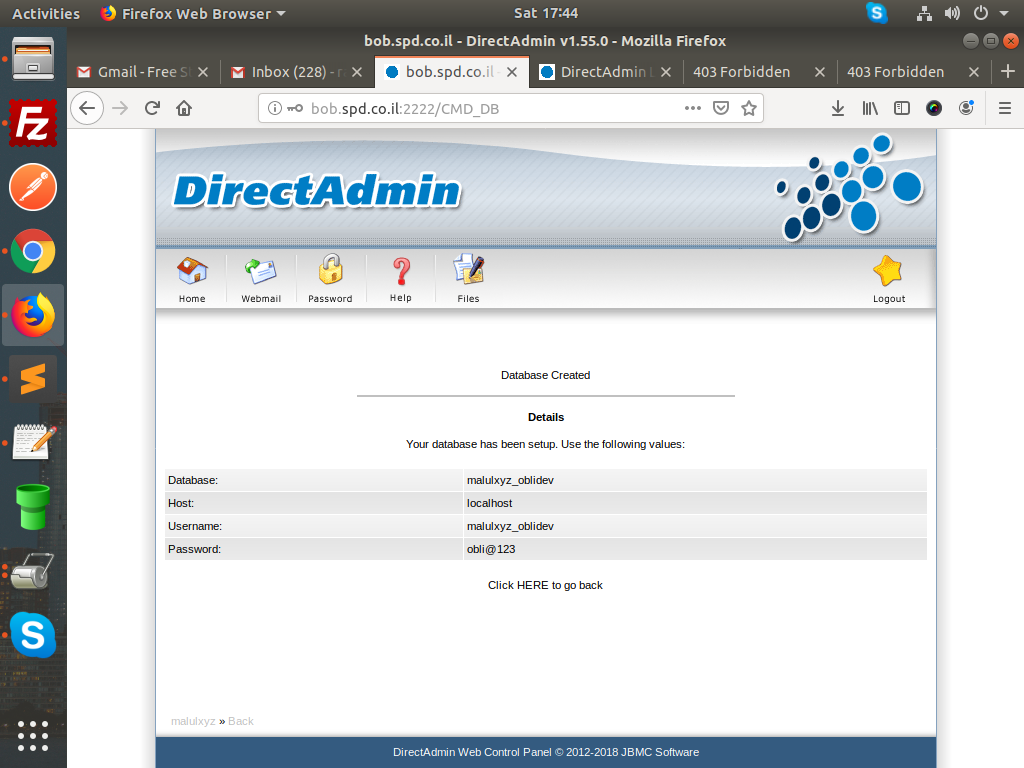 Activities Firefox Web Browser Sat 17:44
bob.spd.co.il - DirectAdmin v1.55.0 - Mozilla Firefox
Gmail - Free Inbox (228) - bob.spd.co.il DirectAdmin 403 Forbidden 403 Forbidden
bob.spd.co.il:2222/CMD_DB
DirectAdmin
Home Webmail Password Help Files Logout
Database Created
Details
Your database has been setup. Use the following values:
Database: malulxyz_oblidev
Host: localhost
Username: malulxyz_oblidev
Password: obli@123
Click HERE to go back
malulxyz » Back
DirectAdmin Web Control Panel © 2012-2018 JBMC Software